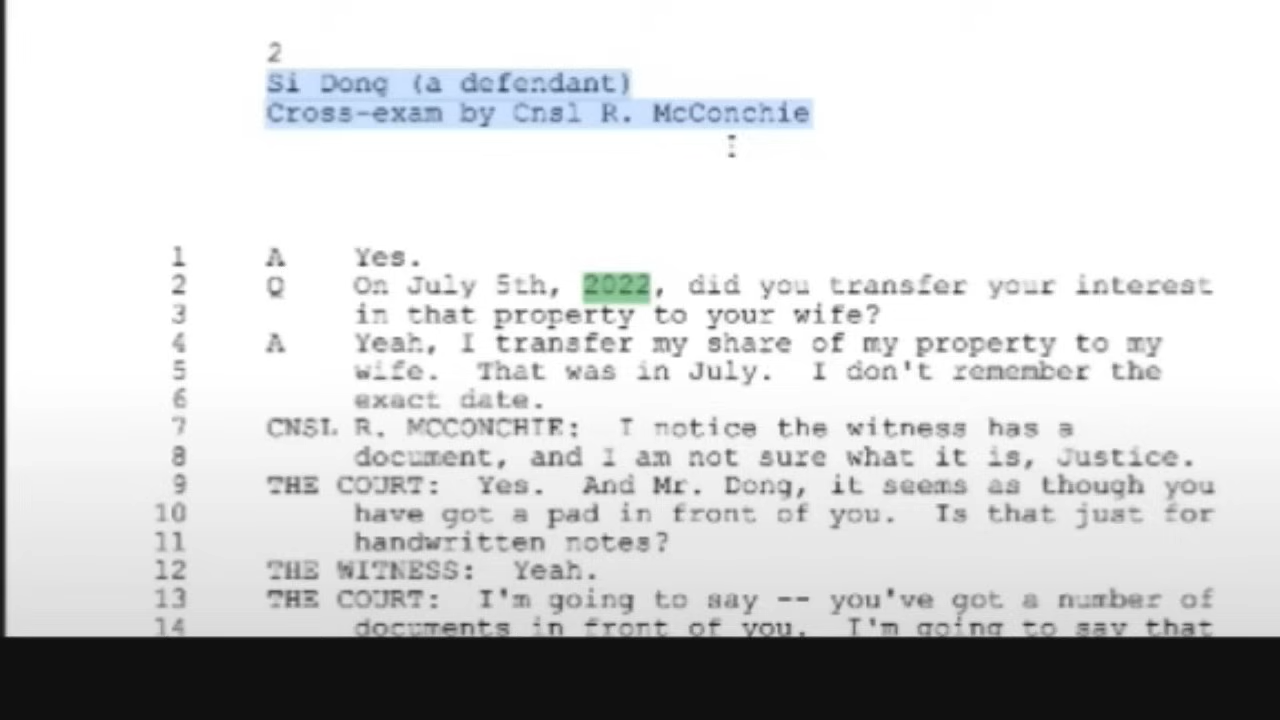 2
Si Dong (a defendant)
Cross-exam by Cnsl R. McConchie
1 A Yes.
2 Q On July 5th, 2022, did you transfer your interest
3 in that property to your wife?
4 A Yeah, I transfer my share of my property to my
5 wife. That was in July. I don't remember the
6 exact date.
7 CNSL R. MCCONCHIE: I notice the witness has a
8 document, and I am not sure what it is, Justice.
9 THE COURT: Yes. And Mr. Dong, it seems as though you
10 have got a pad in front of you. Is that just for
11 handwritten notes?
12 THE WITNESS: Yeah.
13 THE COURT: I'm going to say -- you've got a number of
14 documents in front of you. I'm going to say that